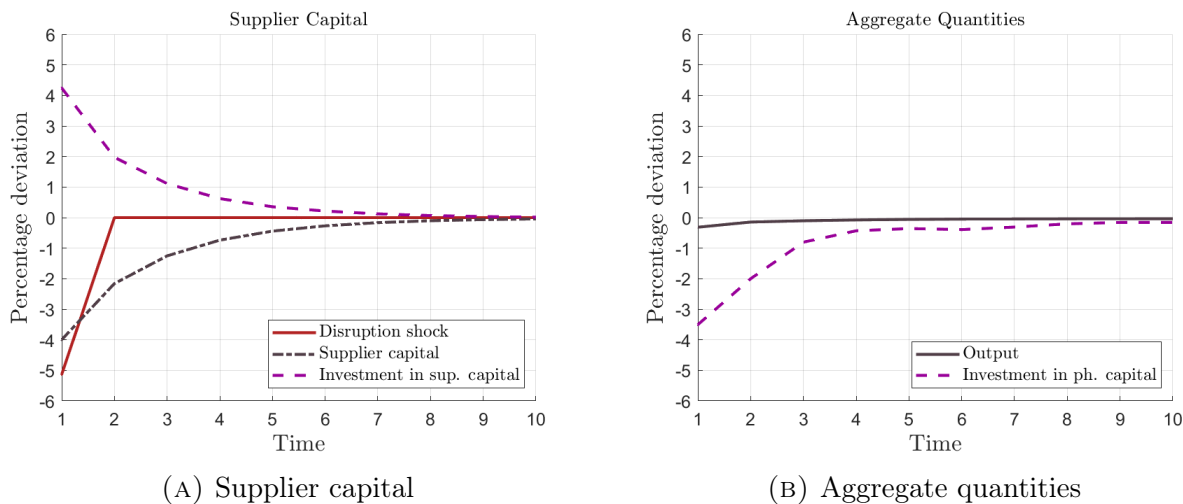 Supplier Capital
6
5
4
3
2
1
0
-1
-2
-3
-4
-5
-6
Percentage deviation
Disruption shock
Supplier capital
Investment in sup. capital
1 2 3 4 5 6 7 8 9 10
Time
(A) Supplier capital
Aggregate Quantities
6
5
4
3
2
1
0
-1
-2
-3
-4
-5
-6
Percentage deviation
Output
Investment in ph. capital
1 2 3 4 5 6 7 8 9 10
Time
(B) Aggregate quantities